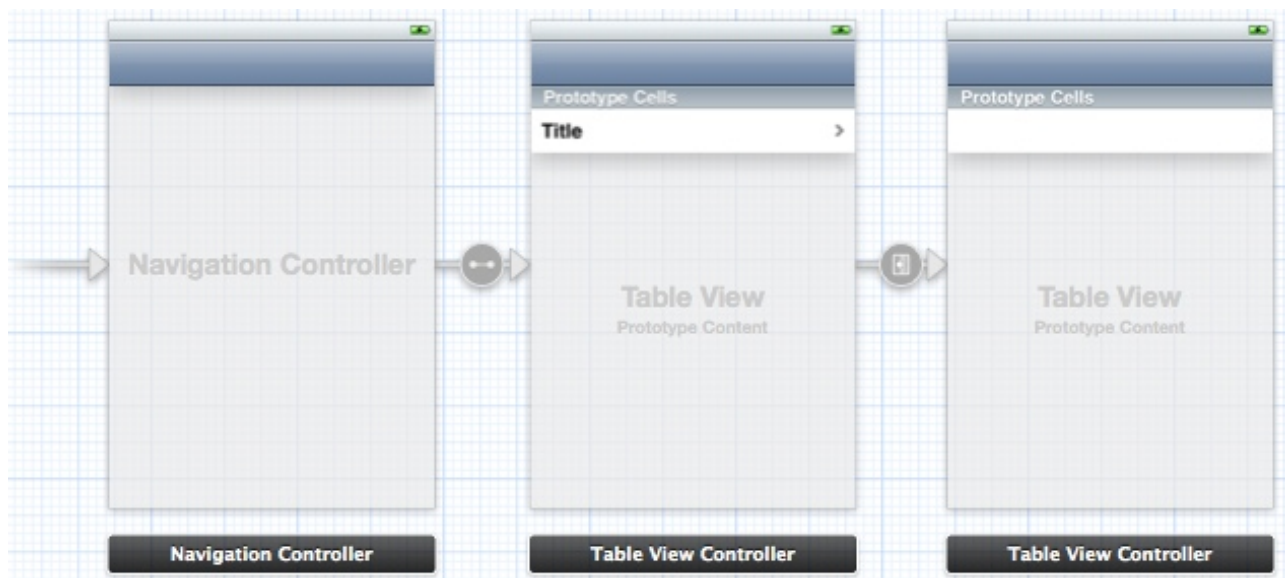 Prototype Cells
Title
Prototype Cells
Navigation Controller
Table View
Prototype Content
Table View
Prototype Content
Navigation Controller
Table View Controller
Table View Controller